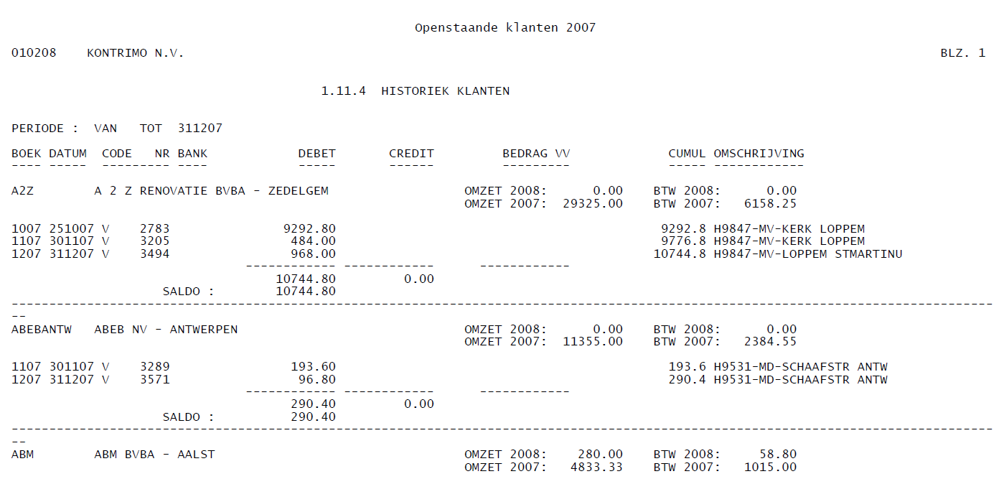 Openstaande klanten 2007
010208    KONTRIMO N.V.    BLZ. 1
1.11.4  HISTORIEK KLANTEN
PERIODE :  VAN   TOT  311207
BOEK DATUM  CODE   NR BANK    DEBET    CREDIT    BEDRAG VV    CUMUL OMSCHRIJVING
---- -----  --------- ----    -----    ------    ---------    ----- ------------
A2Z    A 2 Z RENOVATIE BVBA - ZEDELGEM    OMZET 2008:    0.00    BTW 2008:    0.00
OMZET 2007:  29325.00    BTW 2007:   6158.25
1007 251007 V    2783    9292.80    9292.8 H9847-MV-KERK LOPPEM
1107 301107 V    3205    484.00    9776.8 H9847-MV-KERK LOPPEM
1207 311207 V    3494    968.00    10744.8 H9847-MV-LOPPEM STMARTINU
------------ ------------    ------------
10744.80    0.00
SALDO :    10744.80
----------------------------------------------------------------------------------------------------------------------------------
--
ABEBANTW   ABEB NV - ANTWERPEN    OMZET 2008:    0.00    BTW 2008:    0.00
OMZET 2007:  11355.00    BTW 2007:   2384.55
1107 301107 V    3289    193.60    193.6 H9531-MD-SCHAAFSTR ANTW
1207 311207 V    3571    96.80    290.4 H9531-MD-SCHAAFSTR ANTW
------------ ------------    ------------
290.40    0.00
SALDO :    290.40
----------------------------------------------------------------------------------------------------------------------------------
--
ABM    ABM BVBA - AALST    OMZET 2008:    280.00    BTW 2008:    58.80
OMZET 2007:   4833.33    BTW 2007:   1015.00